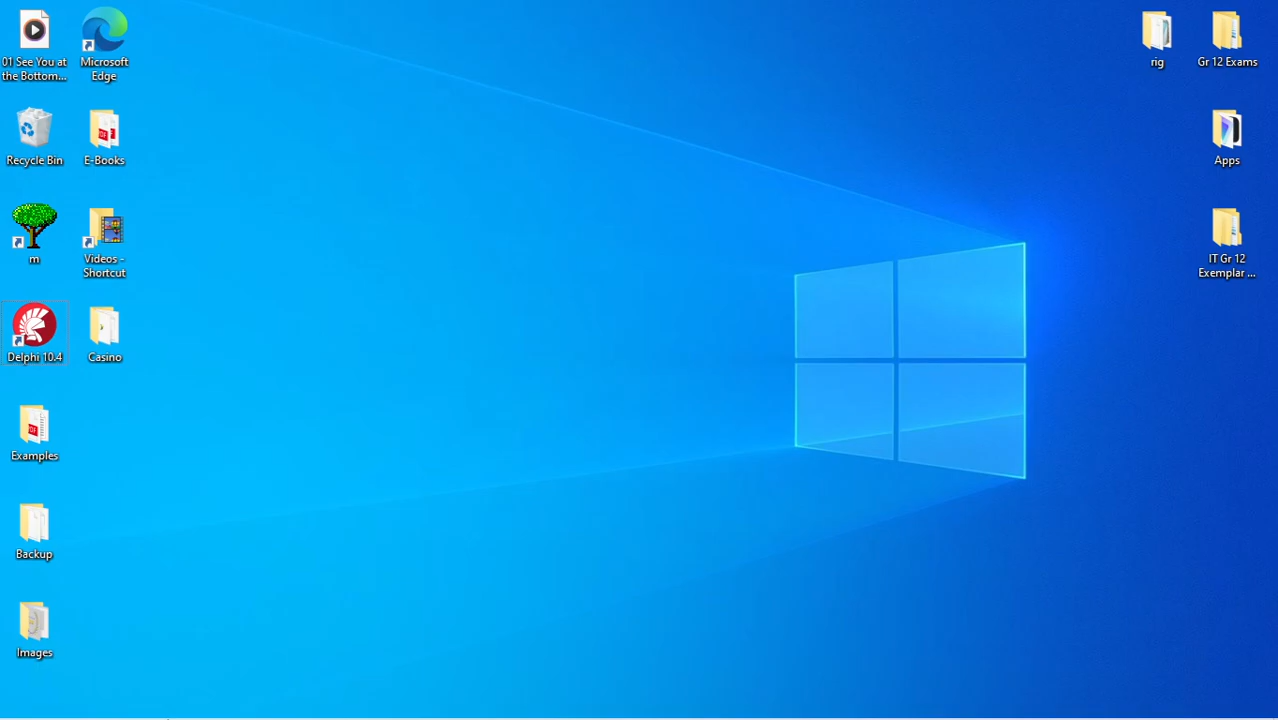 01 See You at
the Bottom...
Microsoft
Edge
Recycle Bin
E-Books
m
Videos -
Shortcut
Delphi 10.4
Casino
Examples
Backup
Images
rig
Gr 12 Exams
Apps
IT Gr 12
Exemplar ...